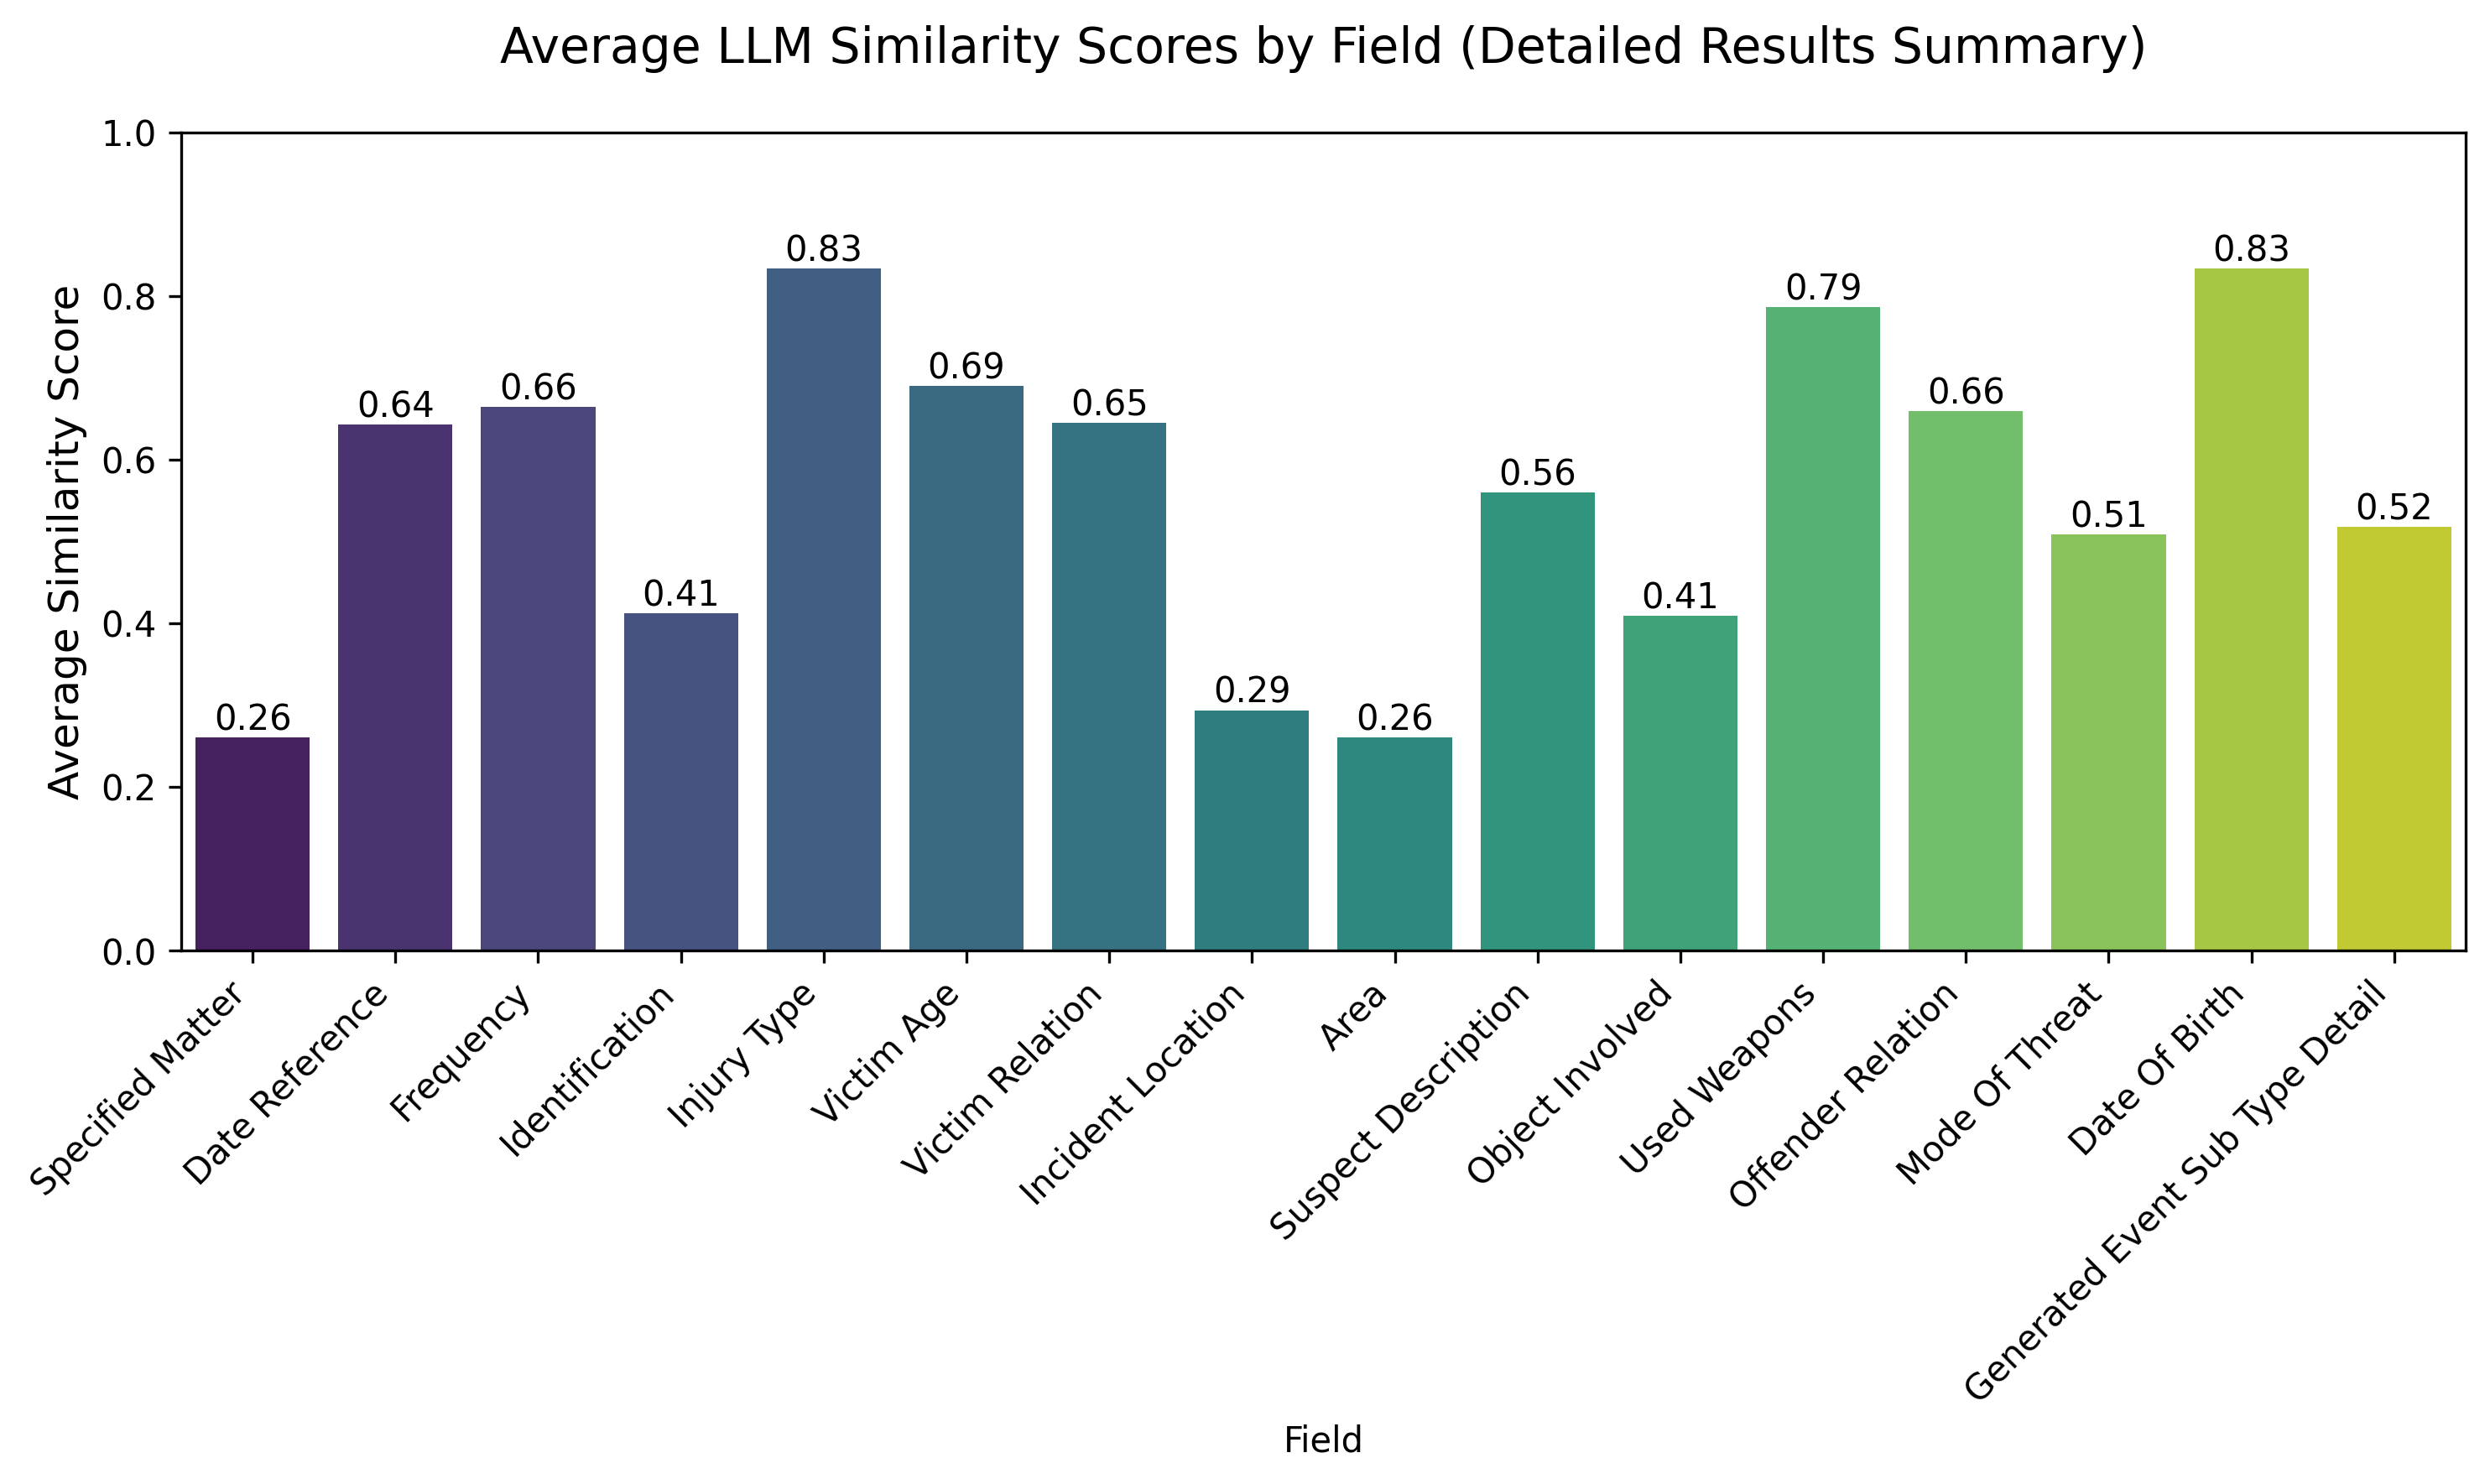 Average LLM Similarity Scores by Field (Detailed Results Summary)
Average Similarity Score
1.0
0.8
0.6
0.4
0.2
0.0
0.26
0.64
0.66
0.41
0.83
0.69
0.65
0.29
0.26
0.56
0.41
0.79
0.66
0.51
0.83
0.52
Specified Matter
Date Reference
Frequency
Identification
Injury Type
Victim Age
Victim Relation
Incident Location
Area
Suspect Description
Object Involved
Used Weapons
Offender Relation
Mode Of Threat
Date Of Birth
Generated Event Sub Type Detail
Field